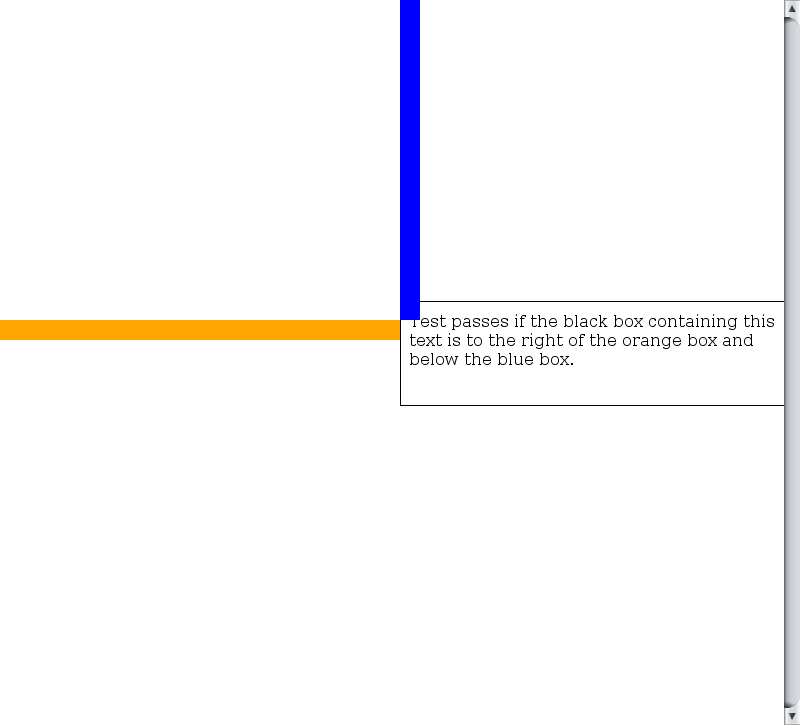 Test passes if the black box containing this
text is to the right of the orange box and
below the blue box.